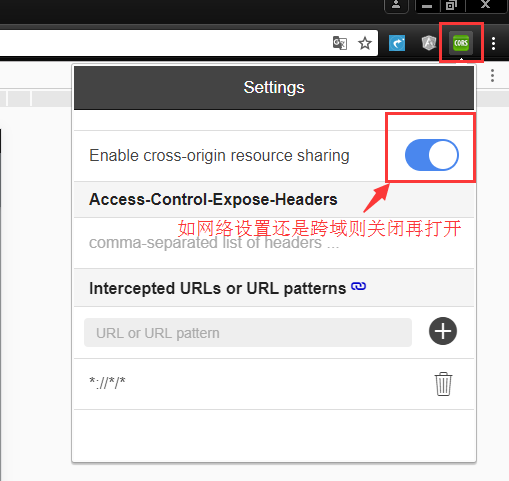 CORS
Settings
Enable cross-origin resource sharing
Access-Control-Expose-Headers
如网络设置还是跨域则关闭再打开
comma-separated list of headers ...
Intercepted URLs or URL patterns
URL or URL pattern
*://*/*